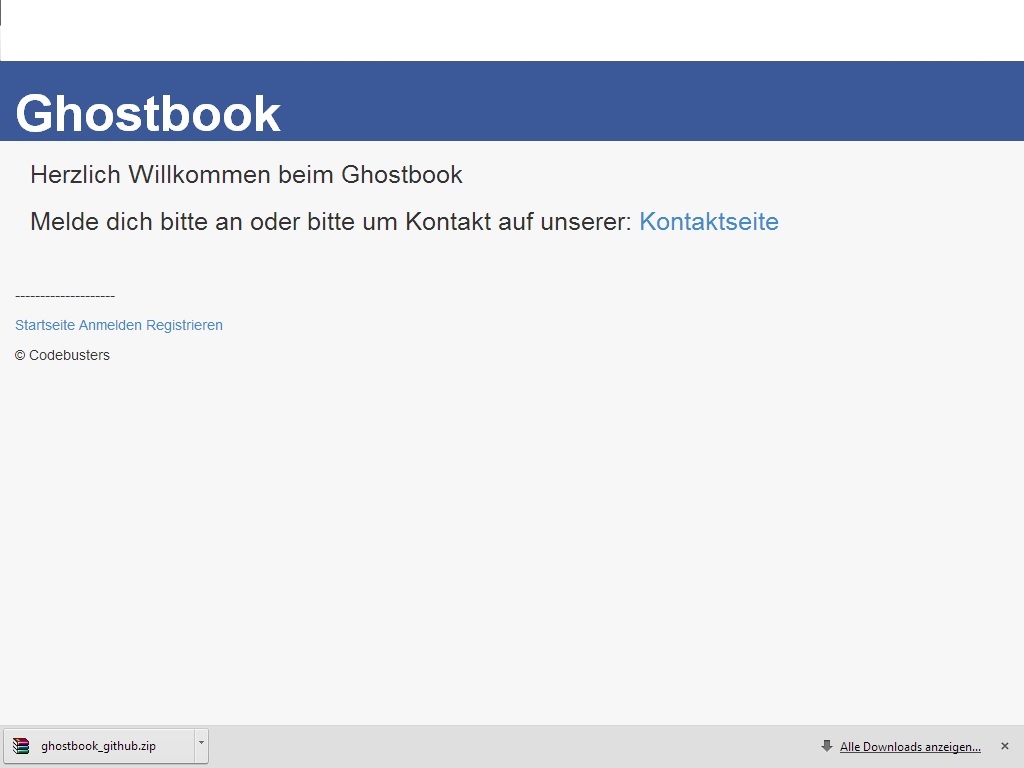 Ghostbook
Herzlich Willkommen beim Ghostbook
Melde dich bitte an oder bitte um Kontakt auf unserer: Kontaktseite
--------------------
Startseite Anmelden Registrieren
© Codebusters
ghostbook_github.zip
Alle Downloads anzeigen...